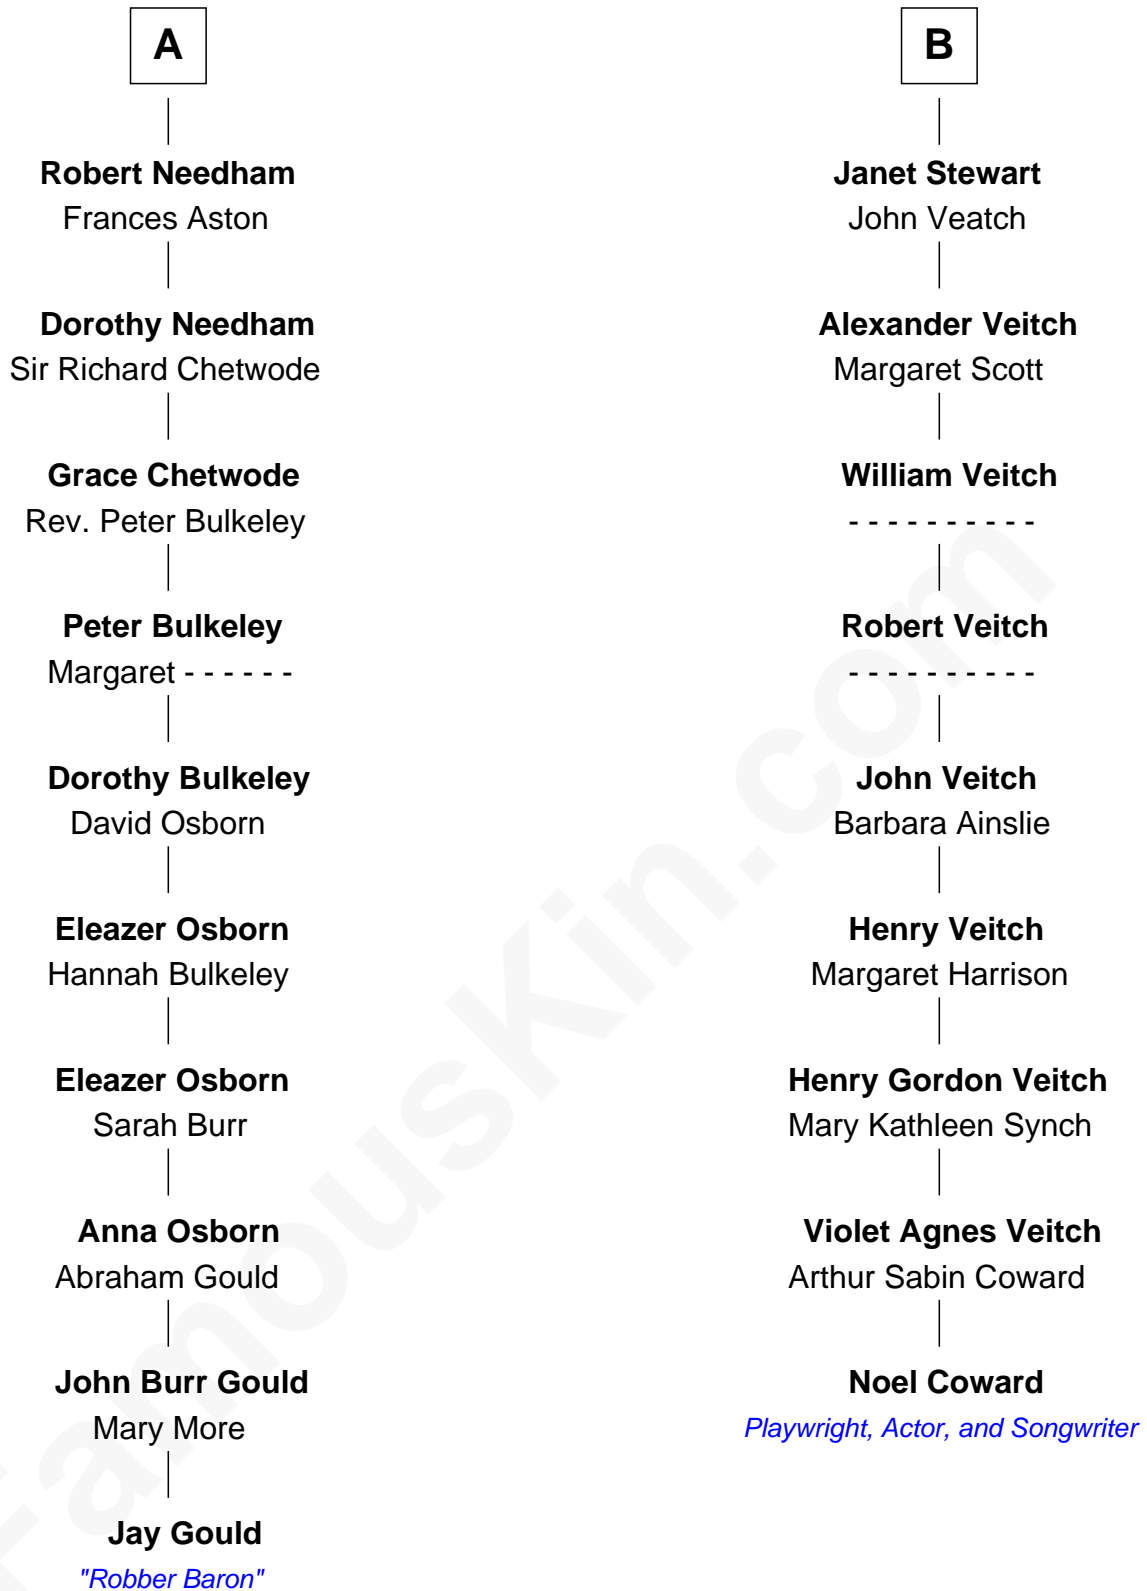 A
Robert Needham
Frances Aston
Dorothy Needham
Sir Richard Chetwode
Grace Chetwode
Rev. Peter Bulkeley
Peter Bulkeley
Margaret - - - - - -
Dorothy Bulkeley
David Osborn
Eleazer Osborn
Hannah Bulkeley
Eleazer Osborn
Sarah Burr
Anna Osborn
Abraham Gould
John Burr Gould
Mary More
Jay Gould
"Robber Baron"
B
Janet Stewart
John Veatch
Alexander Veitch
Margaret Scott
William Veitch
- - - - - - - - - -
Robert Veitch
- - - - - - - - - -
John Veitch
Barbara Ainslie
Henry Veitch
Margaret Harrison
Henry Gordon Veitch
Mary Kathleen Synch
Violet Agnes Veitch
Arthur Sabin Coward
Noel Coward
Playwright, Actor, and Songwriter
FamousKin.com